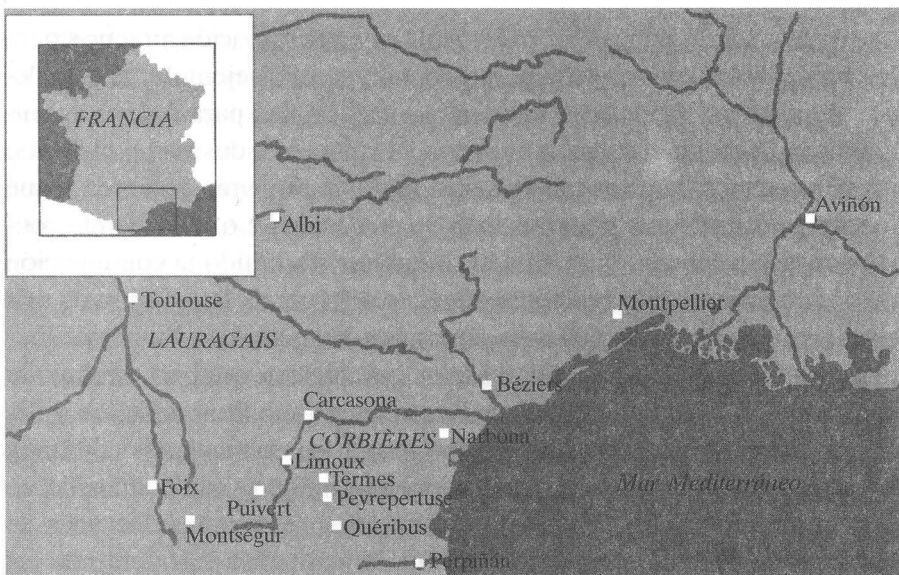 FRANCIA
Albi
Aviñón
Toulouse
Montpellier
LAURAGAIS
Béziers
Carcasona
CORBIÈRES
Narbona
Limoux
Termes
Mar Mediterráneo
Foix
Peyrepertuse
Puivert
Montségur
Quéribus
Perpiñán